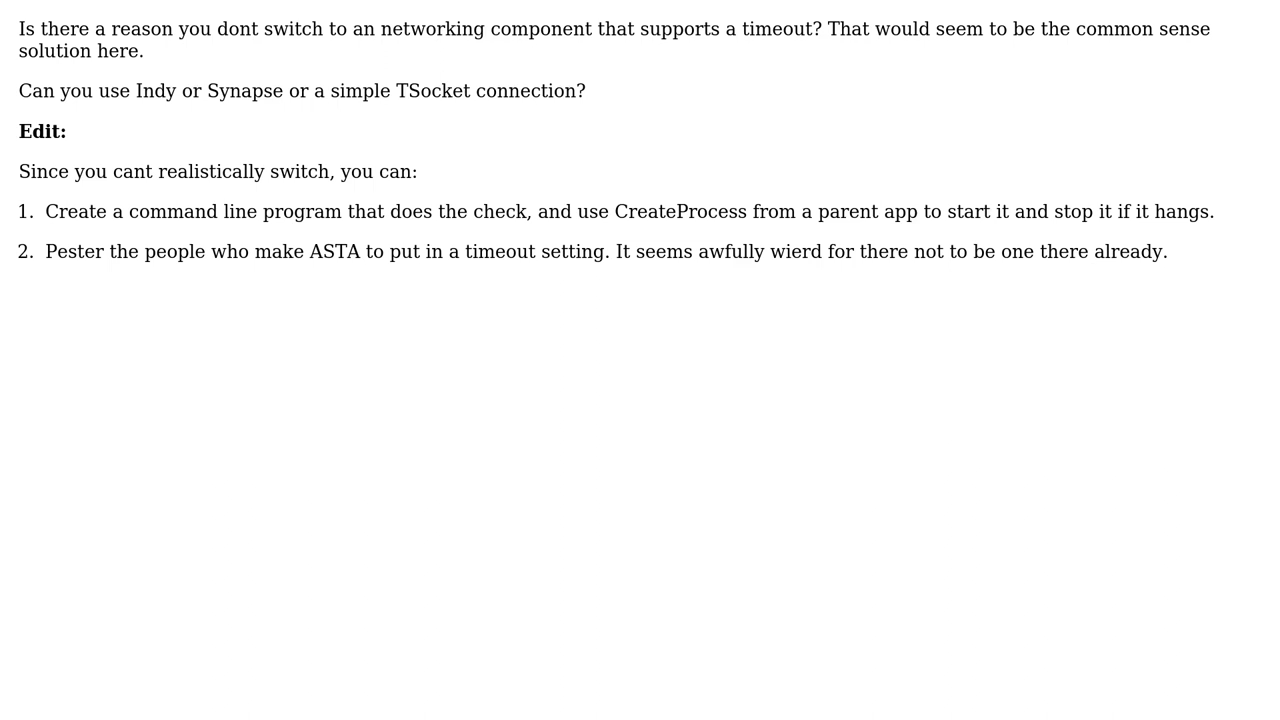 Is there a reason you dont switch to an networking component that supports a timeout? That would seem to be the common sense
solution here.
Can you use Indy or Synapse or a simple TSocket connection?
Edit:
Since you cant realistically switch, you can:
1. Create a command line program that does the check, and use CreateProcess from a parent app to start it and stop it if it hangs.
2. Pester the people who make ASTA to put in a timeout setting. It seems awfully wierd for there not to be one there already.